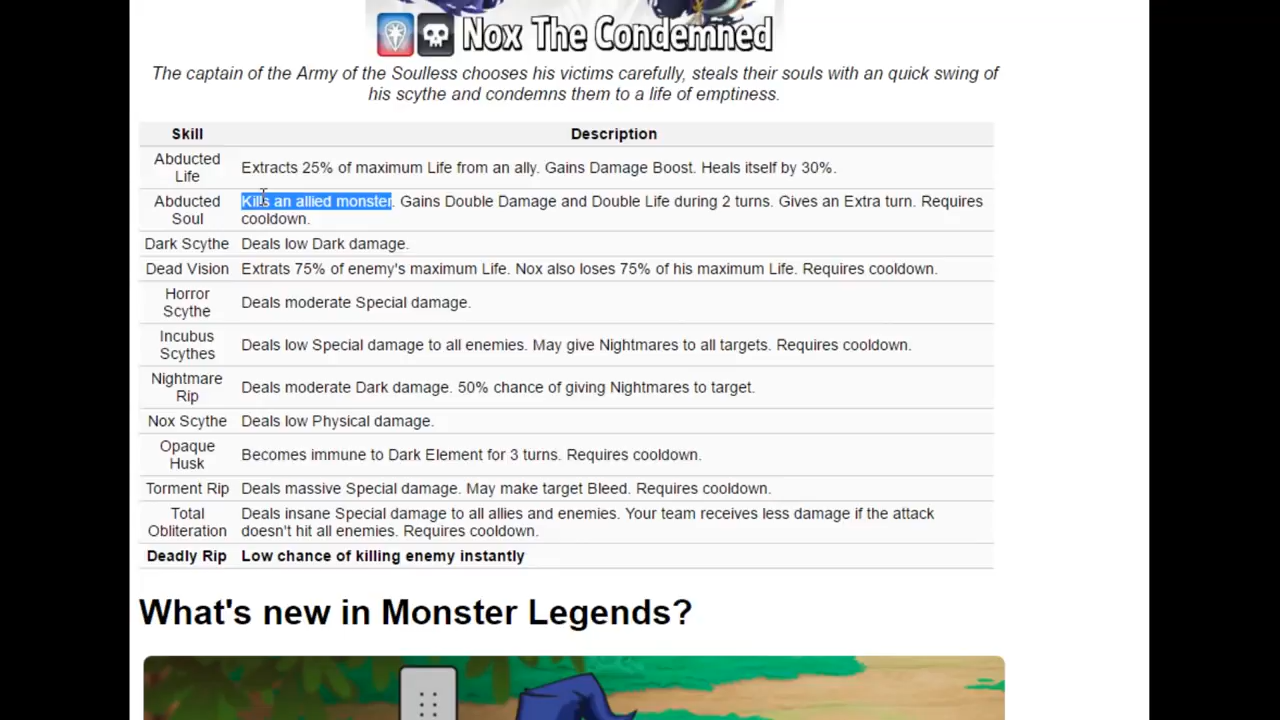 Nox The Condemned
The captain of the Army of the Soulless chooses his victims carefully, steals their souls with an quick swing of
his scythe and condemns them to a life of emptiness.
Skill Description
Abducted
Life
Extracts 25% of maximum Life from an ally. Gains Damage Boost. Heals itself by 30%.
Abducted
Soul
Kills an allied monster. Gains Double Damage and Double Life during 2 turns. Gives an Extra turn. Requires
cooldown.
Dark Scythe Deals low Dark damage.
Dead Vision Extrats 75% of enemy's maximum Life. Nox also loses 75% of his maximum Life. Requires cooldown.
Horror
Scythe
Deals moderate Special damage.
Incubus
Scythes
Deals low Special damage to all enemies. May give Nightmares to all targets. Requires cooldown.
Nightmare
Rip
Deals moderate Dark damage. 50% chance of giving Nightmares to target.
Nox Scythe Deals low Physical damage.
Opaque
Husk
Becomes immune to Dark Element for 3 turns. Requires cooldown.
Torment Rip Deals massive Special damage. May make target Bleed. Requires cooldown.
Total
Obliteration
Deals insane Special damage to all allies and enemies. Your team receives less damage if the attack
doesn't hit all enemies. Requires cooldown.
Deadly Rip Low chance of killing enemy instantly
What's new in Monster Legends?